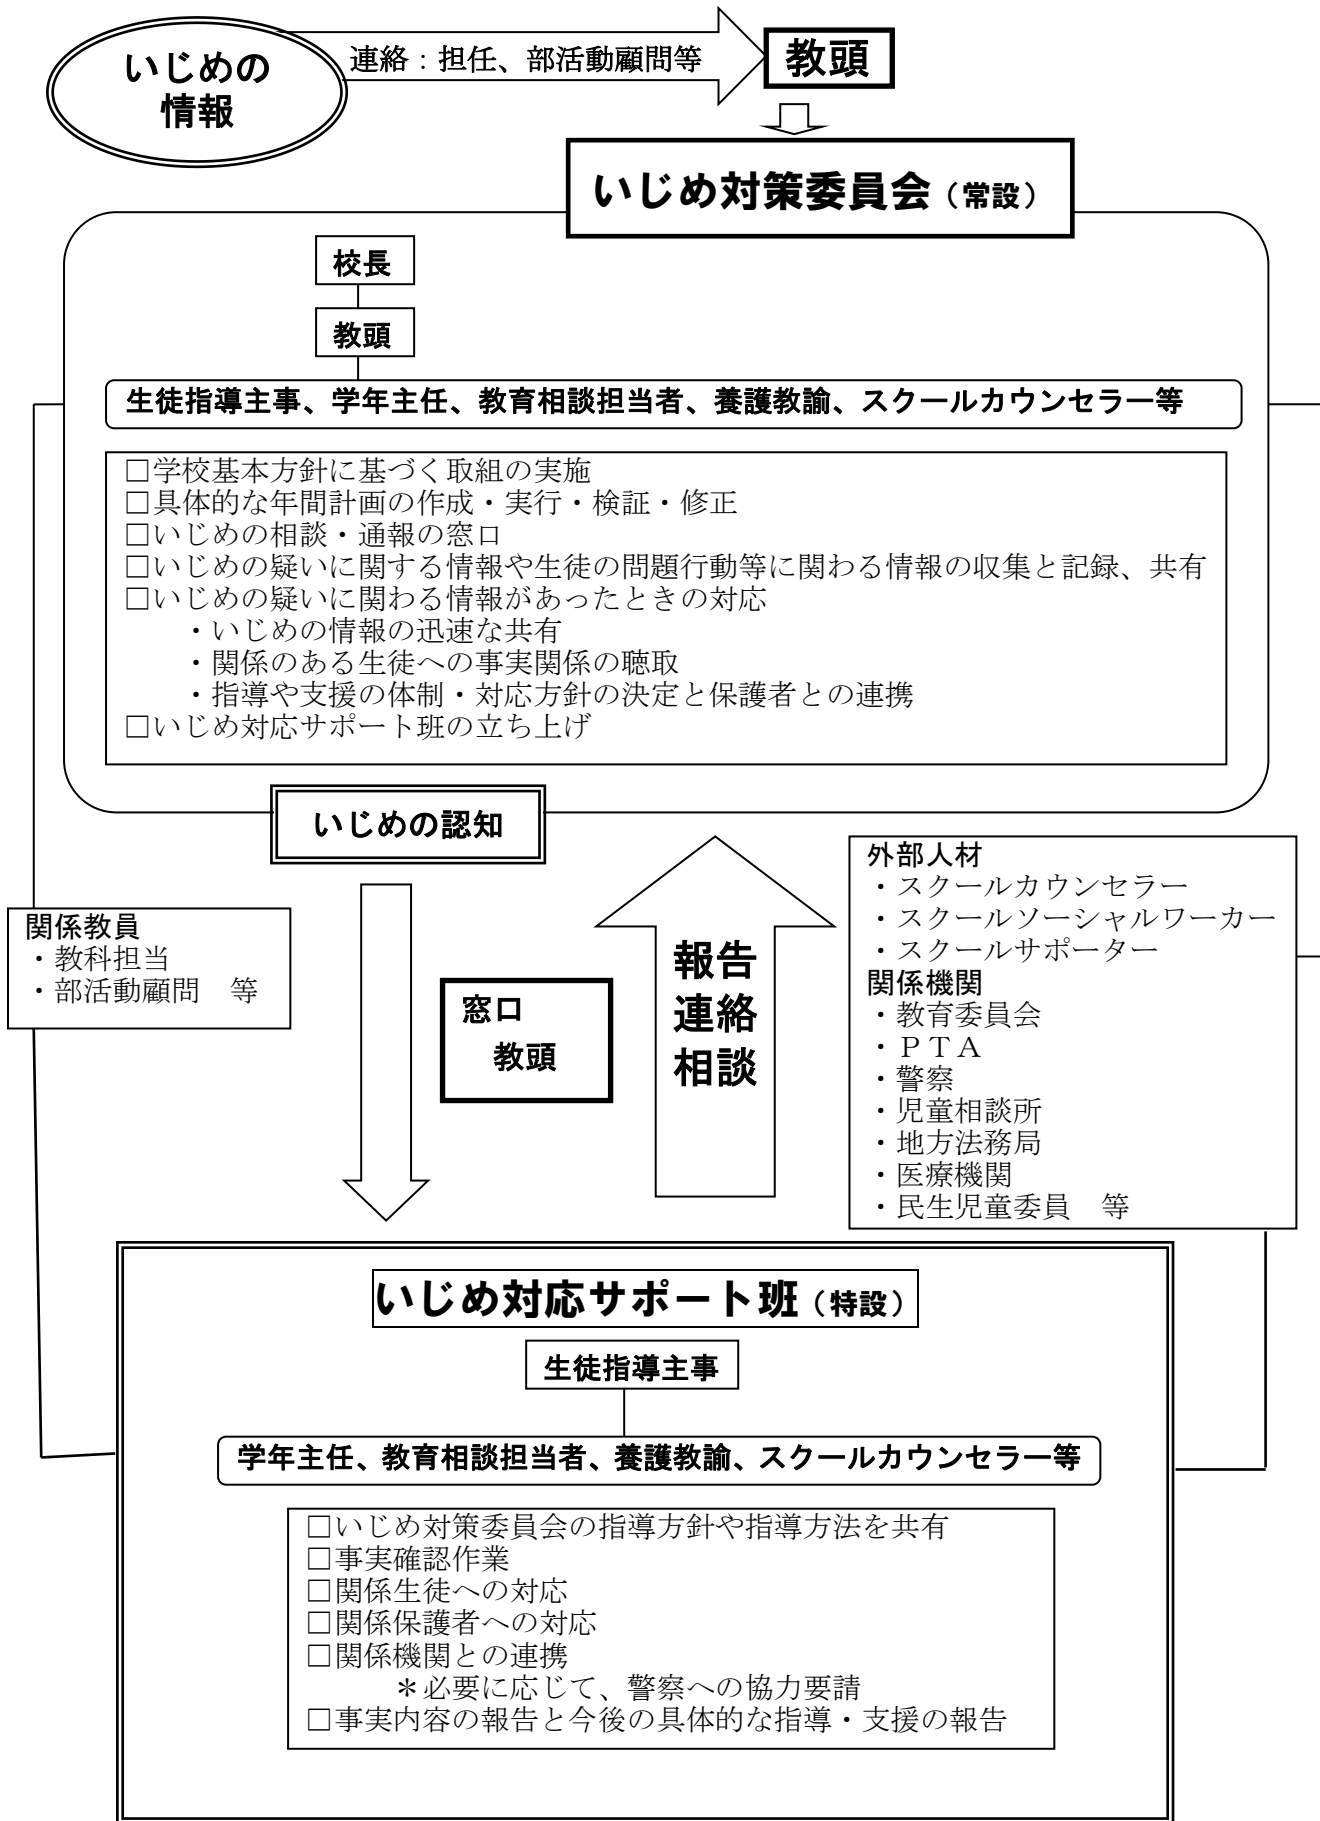 いじめの
情報
連絡：担任、部活動顧問等
教頭
いじめ対策委員会（常設）
校長
教頭
生徒指導主事、学年主任、教育相談担当者、養護教諭、スクールカウンセラー等
□学校基本方針に基づく取組の実施
□具体的な年間計画の作成・実行・検証・修正
□いじめの相談・通報の窓口
□いじめの疑いに関する情報や生徒の問題行動等に関わる情報の収集と記録、共有
□いじめの疑いに関わる情報があったときの対応
・いじめの情報の迅速な共有
・関係のある生徒への事実関係の聴取
・指導や支援の体制・対応方針の決定と保護者との連携
□いじめ対応サポート班の立ち上げ
いじめの認知
関係教員
・教科担当
・部活動顧問　等
窓口
教頭
報告
連絡
相談
外部人材
・スクールカウンセラー
・スクールソーシャルワーカー
・スクールサポーター
関係機関
・教育委員会
・ＰＴＡ
・警察
・児童相談所
・地方法務局
・医療機関
・民生児童委員　等
いじめ対応サポート班（特設）
生徒指導主事
学年主任、教育相談担当者、養護教諭、スクールカウンセラー等
□いじめ対策委員会の指導方針や指導方法を共有
□事実確認作業
□関係生徒への対応
□関係保護者への対応
□関係機関との連携
＊必要に応じて、警察への協力要請
□事実内容の報告と今後の具体的な指導・支援の報告